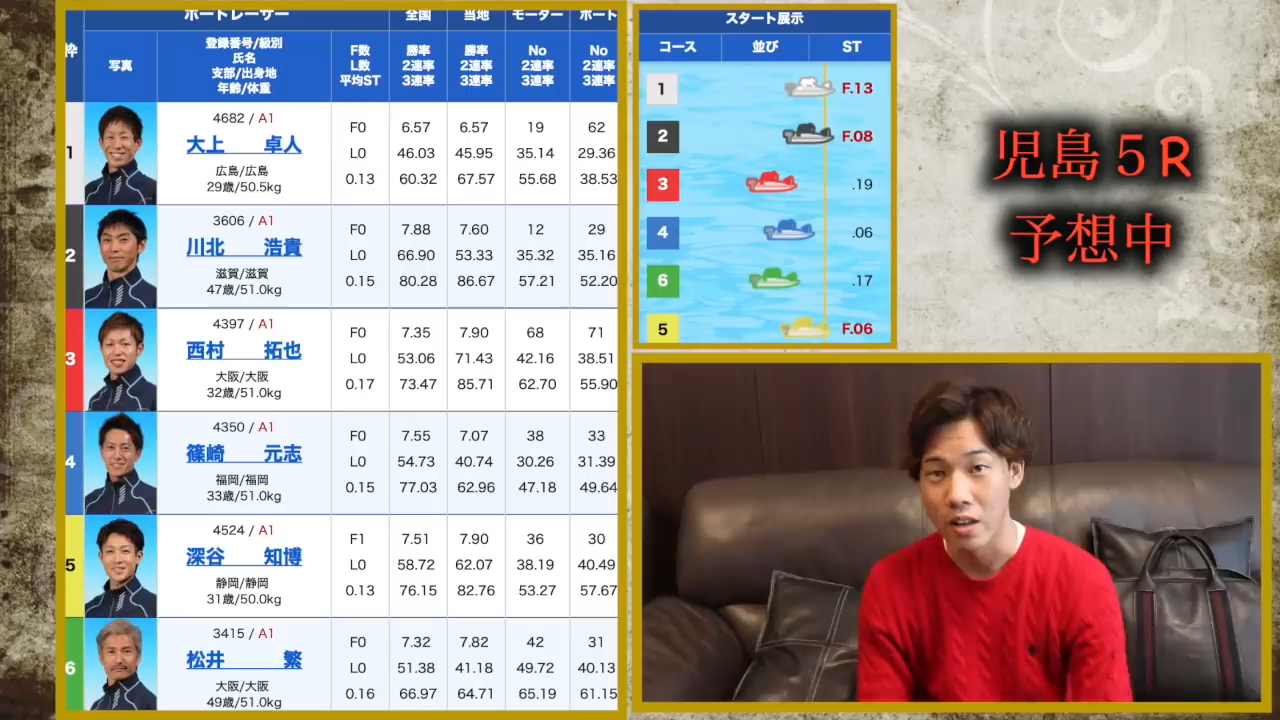 ボートレーサー 全国 当地 モーター ボート
枠 写真 登録番号/級別 氏名 支部/出身地 年齢/体重 F数 L数 平均ST 勝率 2連率 3連率 勝率 2連率 3連率 No 2連率 3連率 No 2連率 3連率
1
4682 / A1
大上 卓人
広島/広島
29歳/50.5kg
F0 6.57 6.57 19 62
L0 46.03 45.95 35.14 29.36
0.13 60.32 67.57 55.68 38.53
2
3606 / A1
川北 浩貴
滋賀/滋賀
47歳/51.0kg
F0 7.88 7.60 12 29
L0 66.90 53.33 35.32 35.16
0.15 80.28 86.67 57.21 52.20
3
4397 / A1
西村 拓也
大阪/大阪
32歳/51.0kg
F0 7.35 7.90 68 71
L0 53.06 71.43 42.16 38.51
0.17 73.47 85.71 62.70 55.90
4
4350 / A1
篠崎 元志
福岡/福岡
33歳/51.0kg
F0 7.55 7.07 38 33
L0 54.73 40.74 30.26 31.39
0.15 77.03 62.96 47.18 49.64
5
4524 / A1
深谷 知博
静岡/静岡
31歳/50.0kg
F1 7.51 7.90 36 30
L0 58.72 62.07 38.19 40.49
0.13 76.15 82.76 53.27 57.67
6
3415 / A1
松井 繁
大阪/大阪
49歳/51.0kg
F0 7.32 7.82 42 31
L0 51.38 41.18 49.72 40.13
0.16 66.97 64.71 65.19 61.15
スタート展示
コース 並び ST
1 F.13
2 F.08
3 .19
4 .06
6 .17
5 F.06
児島5R
予想中